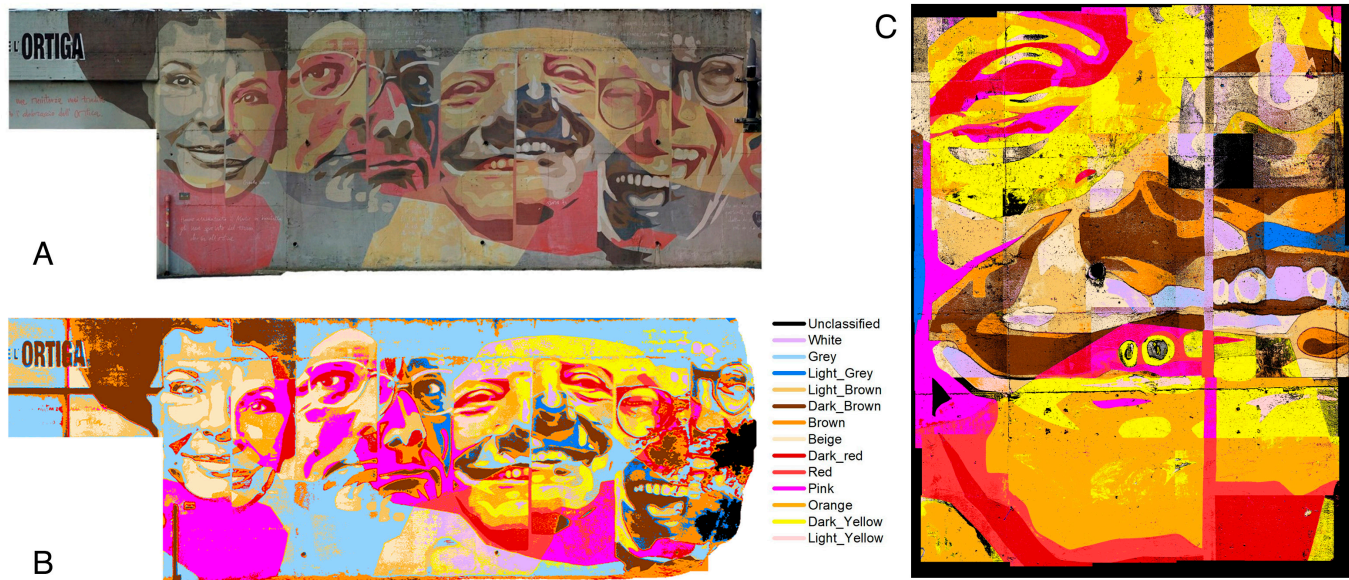 A
ORTIGA
B
ORTIGA
Unclassified
White
Grey
Light_Grey
Light_Brown
Dark_Brown
Brown
Beige
Dark_red
Red
Pink
Orange
Dark_Yellow
Light_Yellow
C